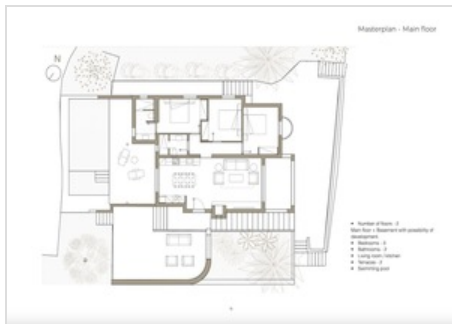 Masterplan - Main floor
N
Number of floors : 2
Main floor + Basement with possibility of
development
Bedrooms : 3
Bathrooms : 3
Living room / kitchen
Terraces : 2
Swimming pool